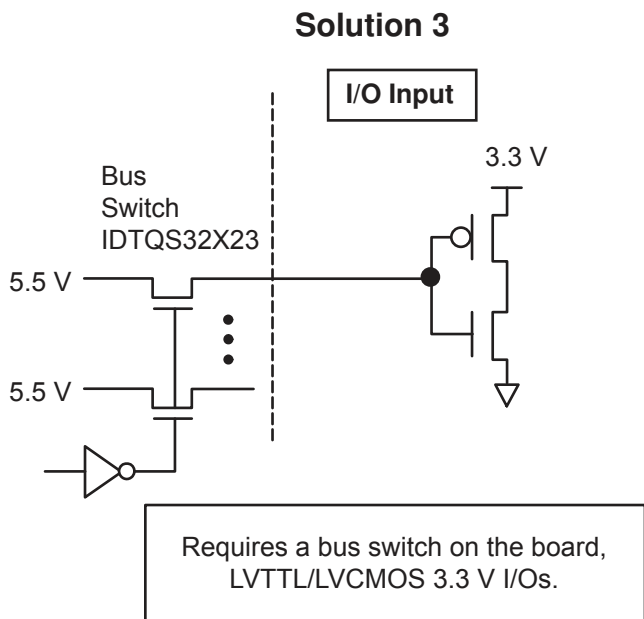 Solution 3
I/O Input
3.3 V
Bus
Switch
IDTQS32X23
5.5 V
5.5 V
Requires a bus switch on the board,
LVTTL/LVCMOS 3.3 V I/Os.